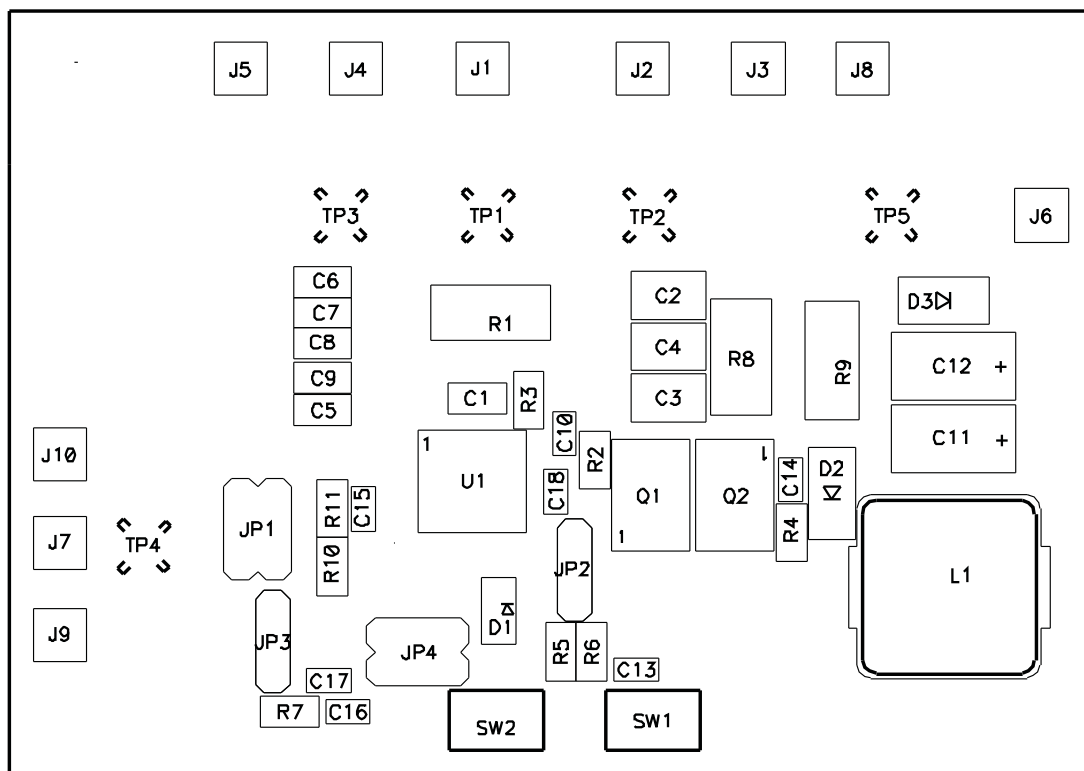 J5 J4 J1 J2 J3 J8
TP3 TP1 TP2 TP5 J6
C6
C7
C8
C9
C5
R1
C2
C4
C3
R8
R9
D3
C12 +
C11 +
C1
R3
C10
R2
C18
1
U1
Q1
1
1
Q2
C14
R4
D2
L1
J10
J7
J9
TP4
JP1
R11
C15
R10
JP2
D1
JP3
JP4
R5
R6
C13
C17
R7
C16
SW2
SW1